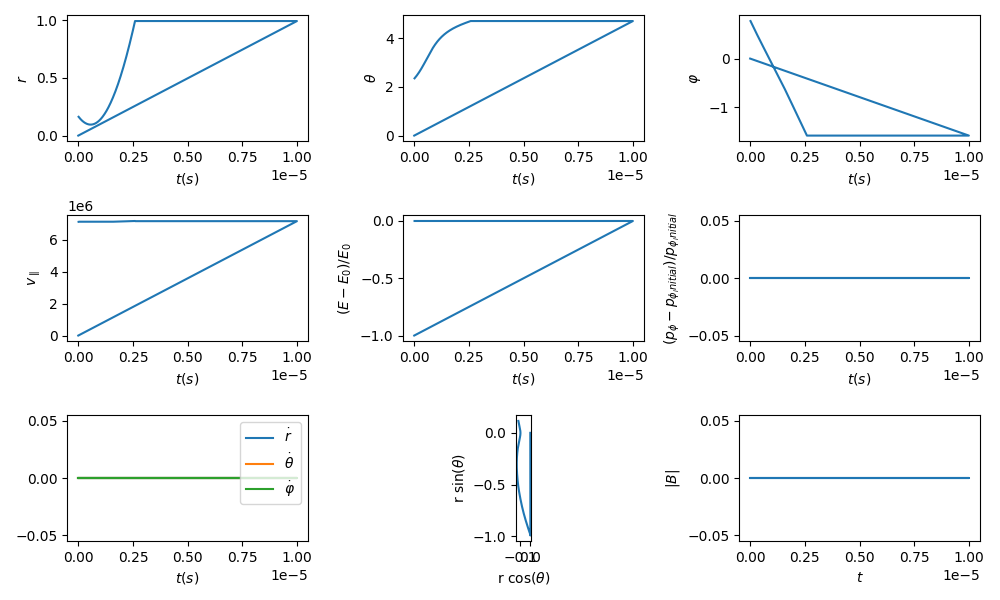 1.0
0.5
0.0
r
0.00 0.25 0.50 0.75 1.00
1e−5
t(s)
4
2
0
θ
0.00 0.25 0.50 0.75 1.00
1e−5
t(s)
0
−1
φ
0.00 0.25 0.50 0.75 1.00
1e−5
t(s)
1e6
6
4
2
0
v∥
0.00 0.25 0.50 0.75 1.00
1e−5
t(s)
0.0
−0.5
−1.0
(E − E₀)/E₀
0.00 0.25 0.50 0.75 1.00
1e−5
t(s)
0.05
0.00
−0.05
(pϕ − pϕᵢnitial)/pϕᵢnitial
0.00 0.25 0.50 0.75 1.00
1e−5
t(s)
0.05
0.00
−0.05
ṙ
θ̇
φ̇
0.00 0.25 0.50 0.75 1.00
1e−5
t(s)
0.0
−0.5
−1.0
r sin(θ)
−0.1 0.0
r cos(θ)
0.05
0.00
−0.05
|B|
0.00 0.25 0.50 0.75 1.00
1e−5
t